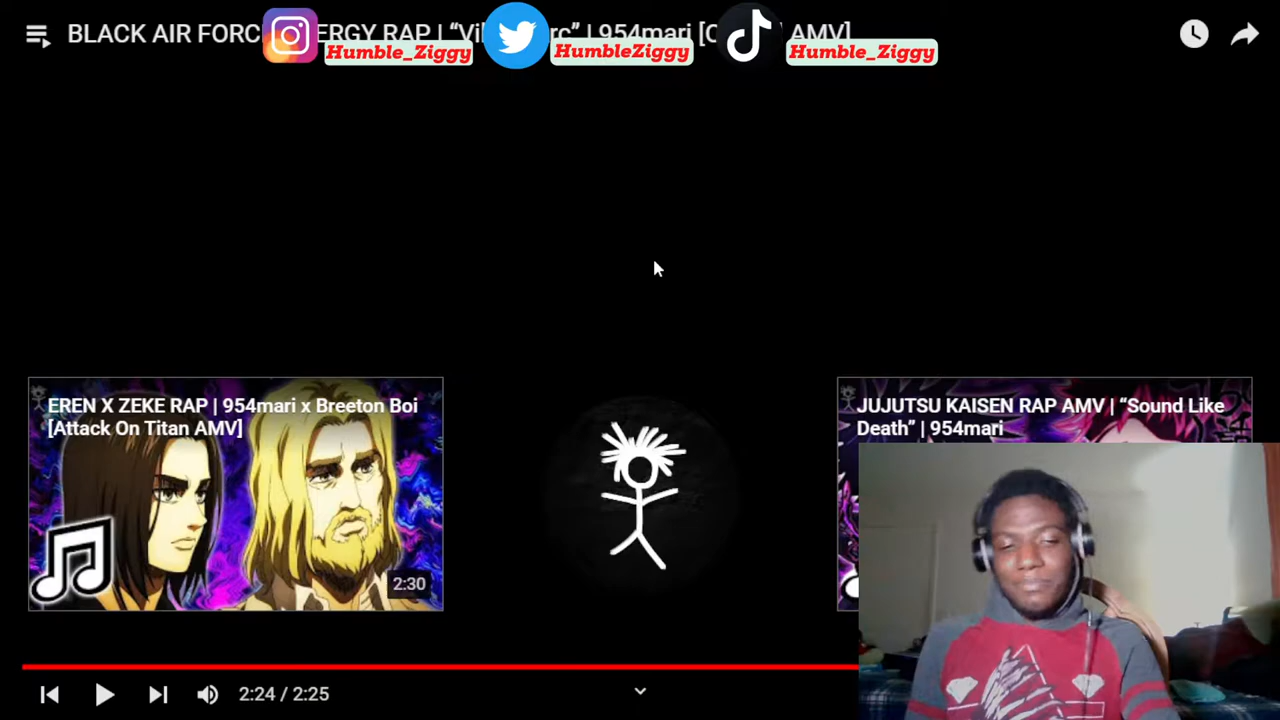 BLACK AIR FORC ERGY RAP | “Vil rc” | 954mari [C AMV]
Humble_Ziggy
HumbleZiggy
Humble_Ziggy
EREN X ZEKE RAP | 954mari x Breeton Boi
[Attack On Titan AMV]
2:30
JUJUTSU KAISEN RAP AMV | “Sound Like
Death” | 954mari
2:24 / 2:25